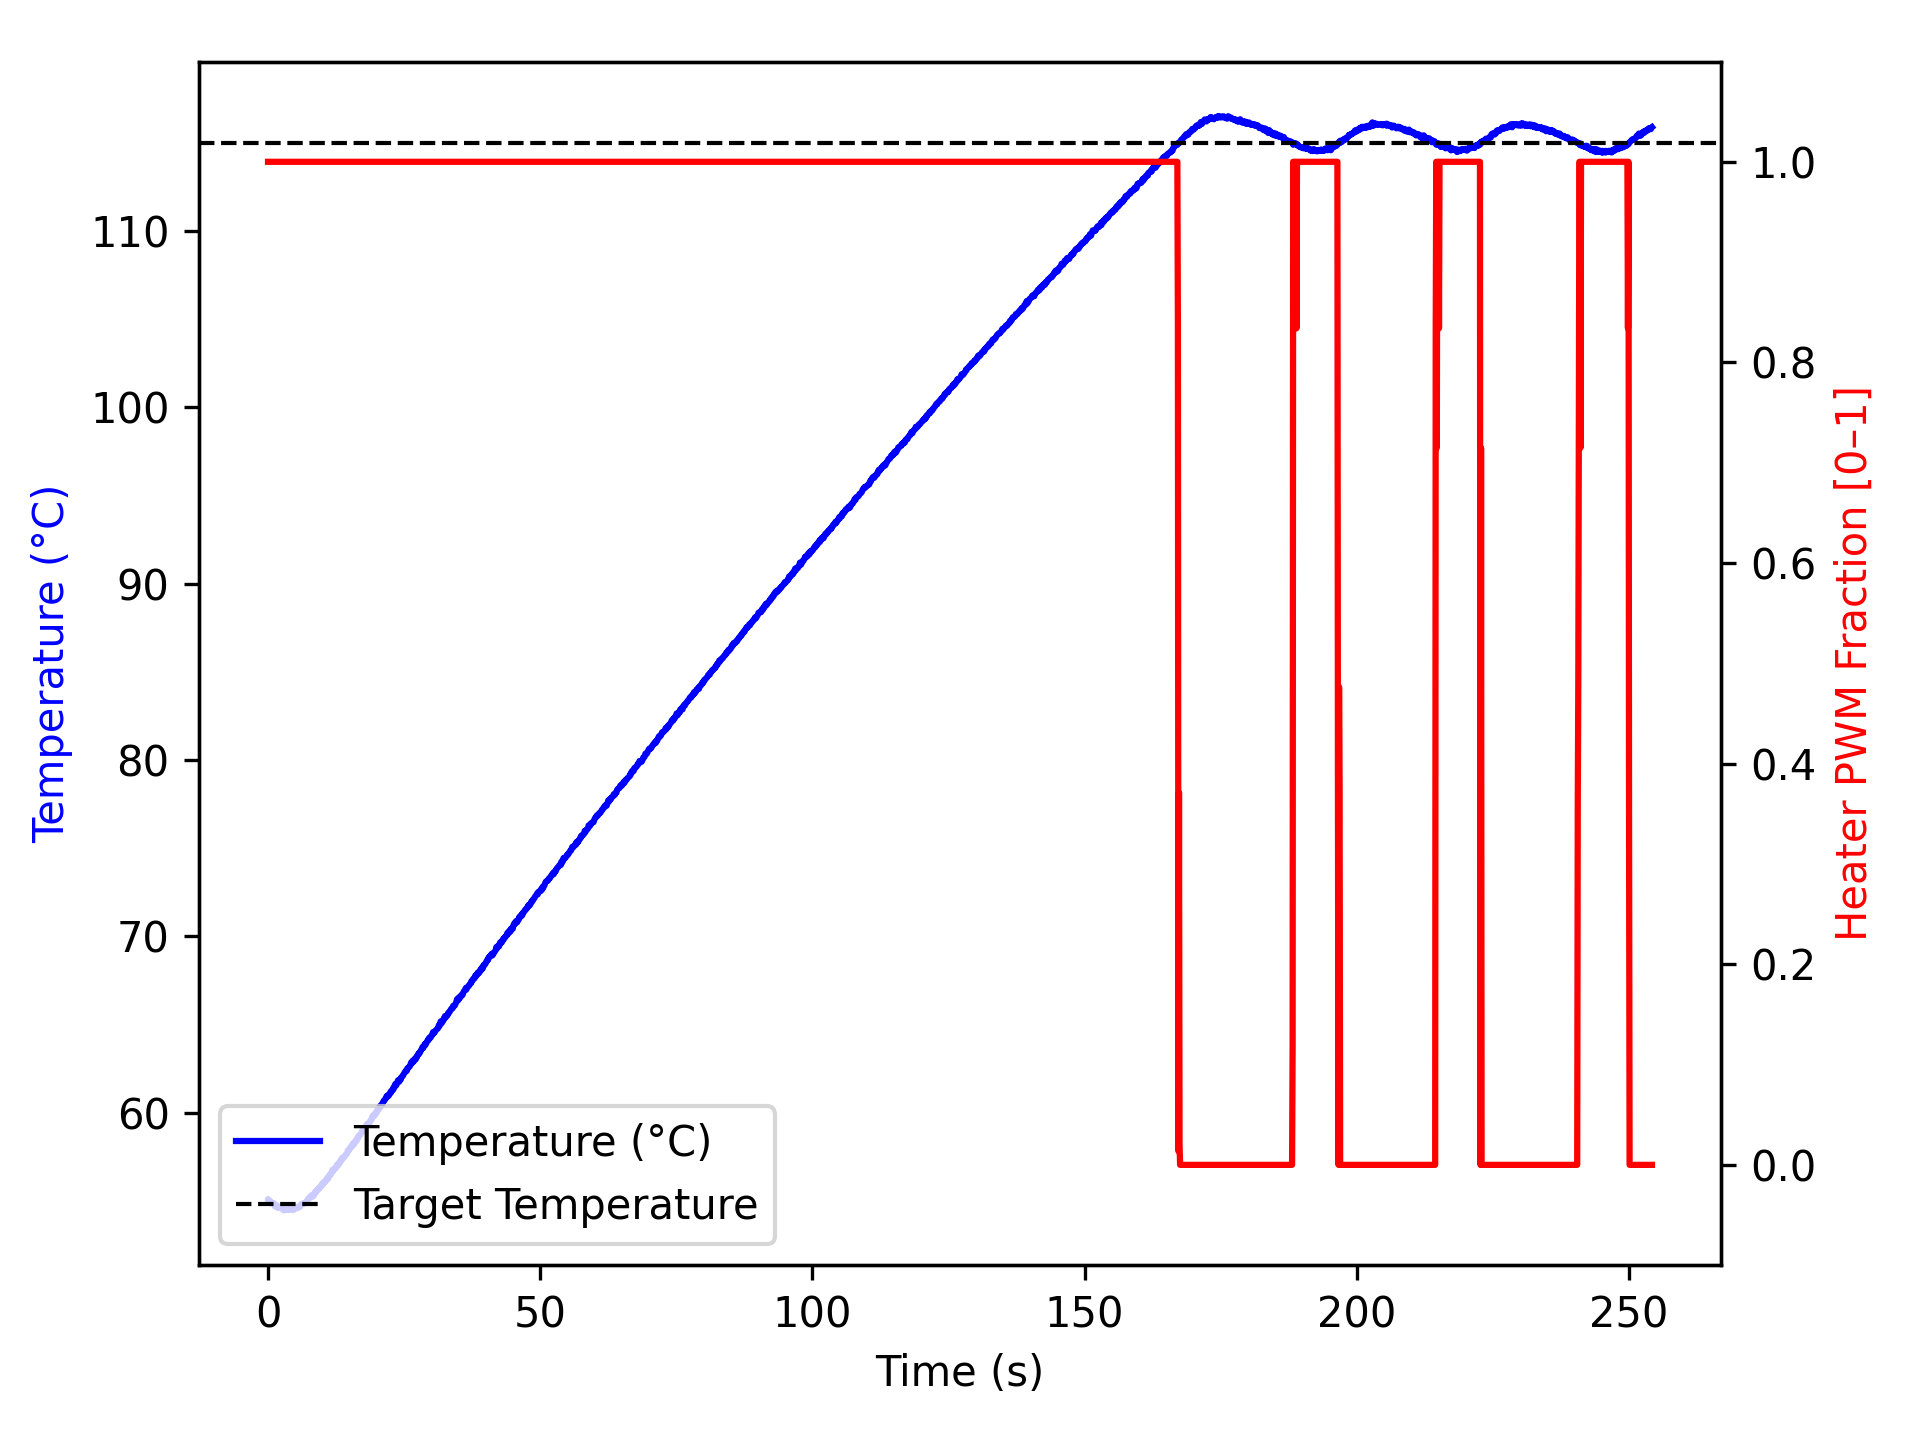 110
100
90
80
70
60
Temperature (°C)
1.0
0.8
0.6
0.4
0.2
0.0
Heater PWM Fraction [0–1]
Temperature (°C)
Target Temperature
0 50 100 150 200 250
Time (s)